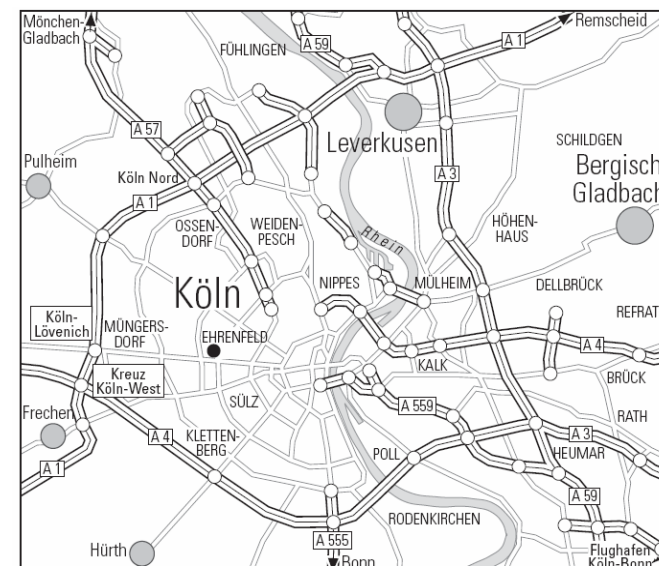 Mönchen-
Gladbach
Remscheid
A 59
A 1
FÜHLINGEN
A 57
Leverkusen
SCHILDGEN
Pulheim
Köln Nord
A 3
Bergisch
Gladbach
A 1
OSSEN-
DORF
WEIDEN-
PESCH
Rhein
HÖHEN-
HAUS
Köln
NIPPES
MÜLHEIM
DELLBRÜCK
Köln-
Lövenich
MÜNGERS-
DORF
EHRENFELD
REFRAT
A 4
KALK
Kreuz
Köln-West
BRÜCK
SÜLZ
A 559
Frechen
RATH
A 4
KLETTEN-
BERG
A 3
POLL
HEUMAR
A 1
A 59
RODENKIRCHEN
Hürth
A 555
Bonn
Flughafen
Köln-Bonn